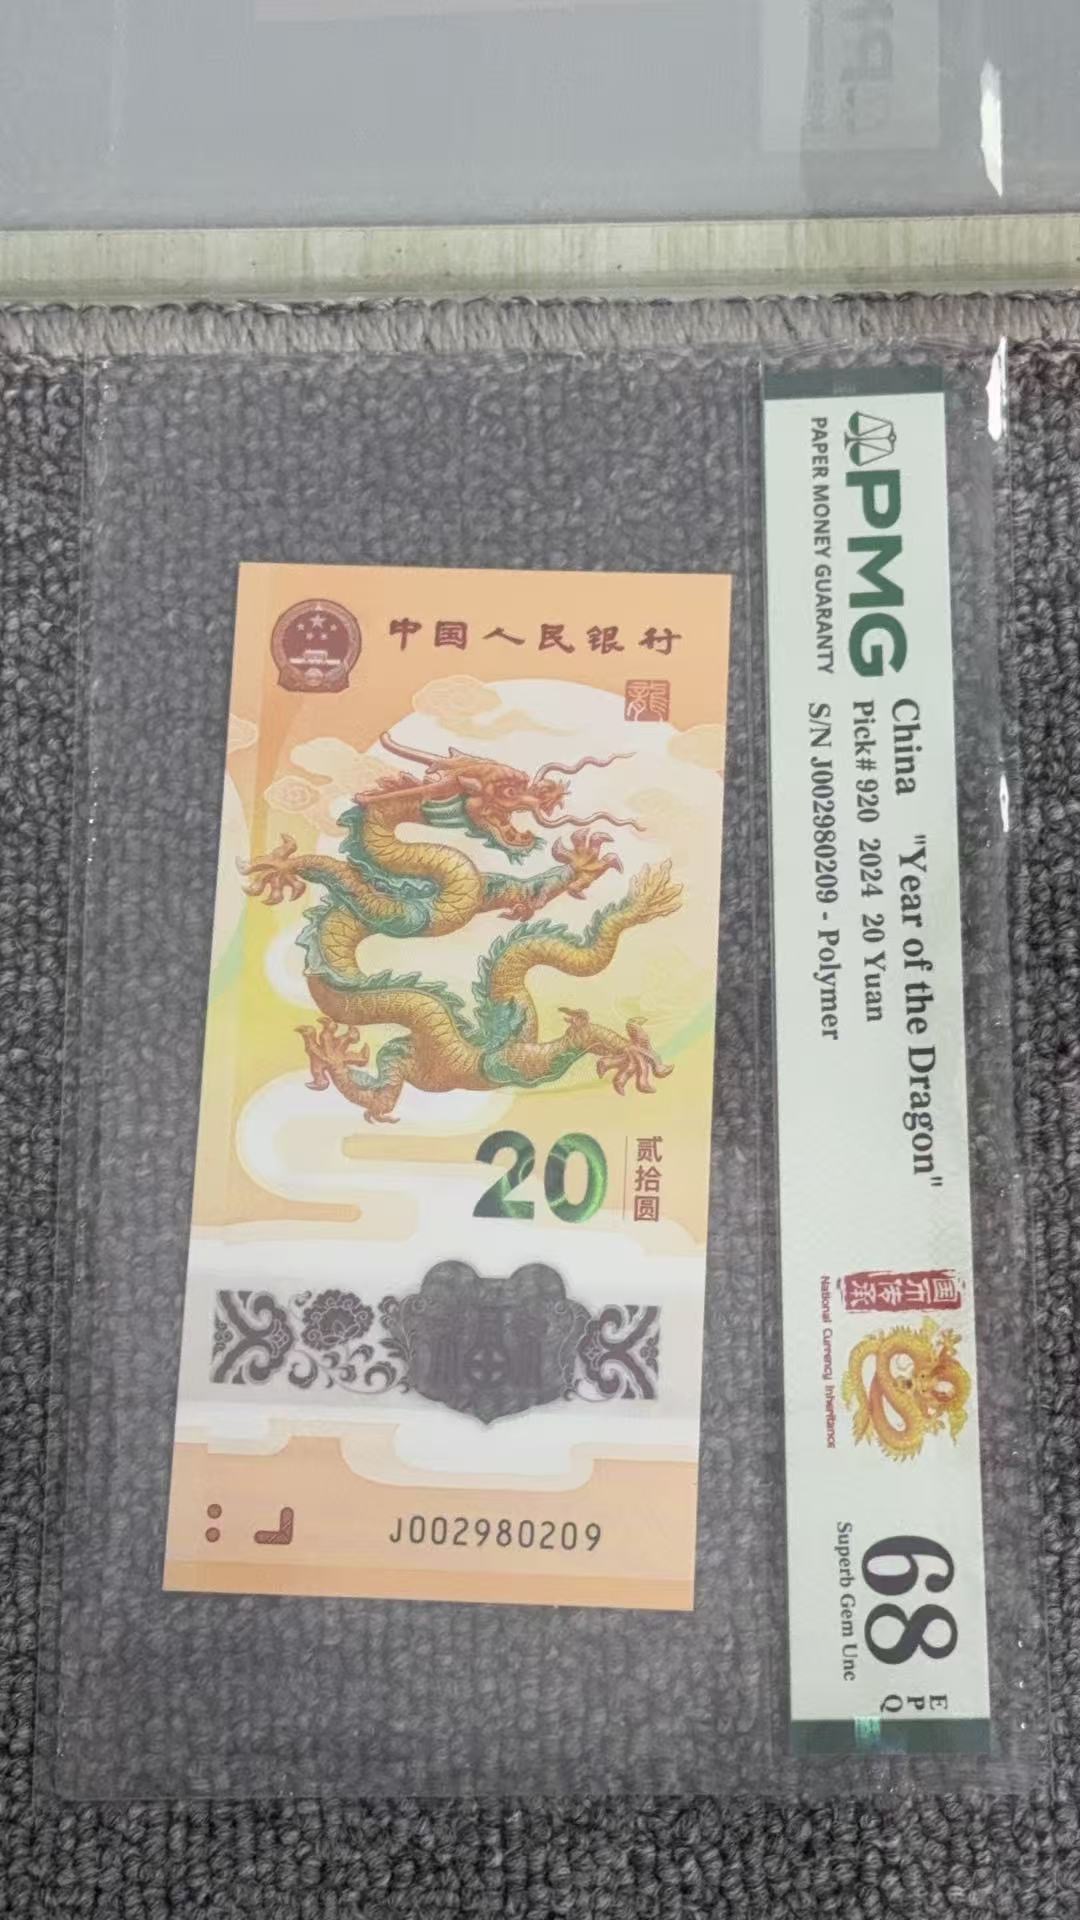 中国人民银行
龍
20
贰拾圆
J002980209
PMG
PAPER MONEY GUARANTY
China "Year of the Dragon"
Pick# 920 2024 20 Yuan
S/N J002980209 - Polymer
国币传承
National Currency Inheritance
68
E
P
Q
Superb Gem Unc